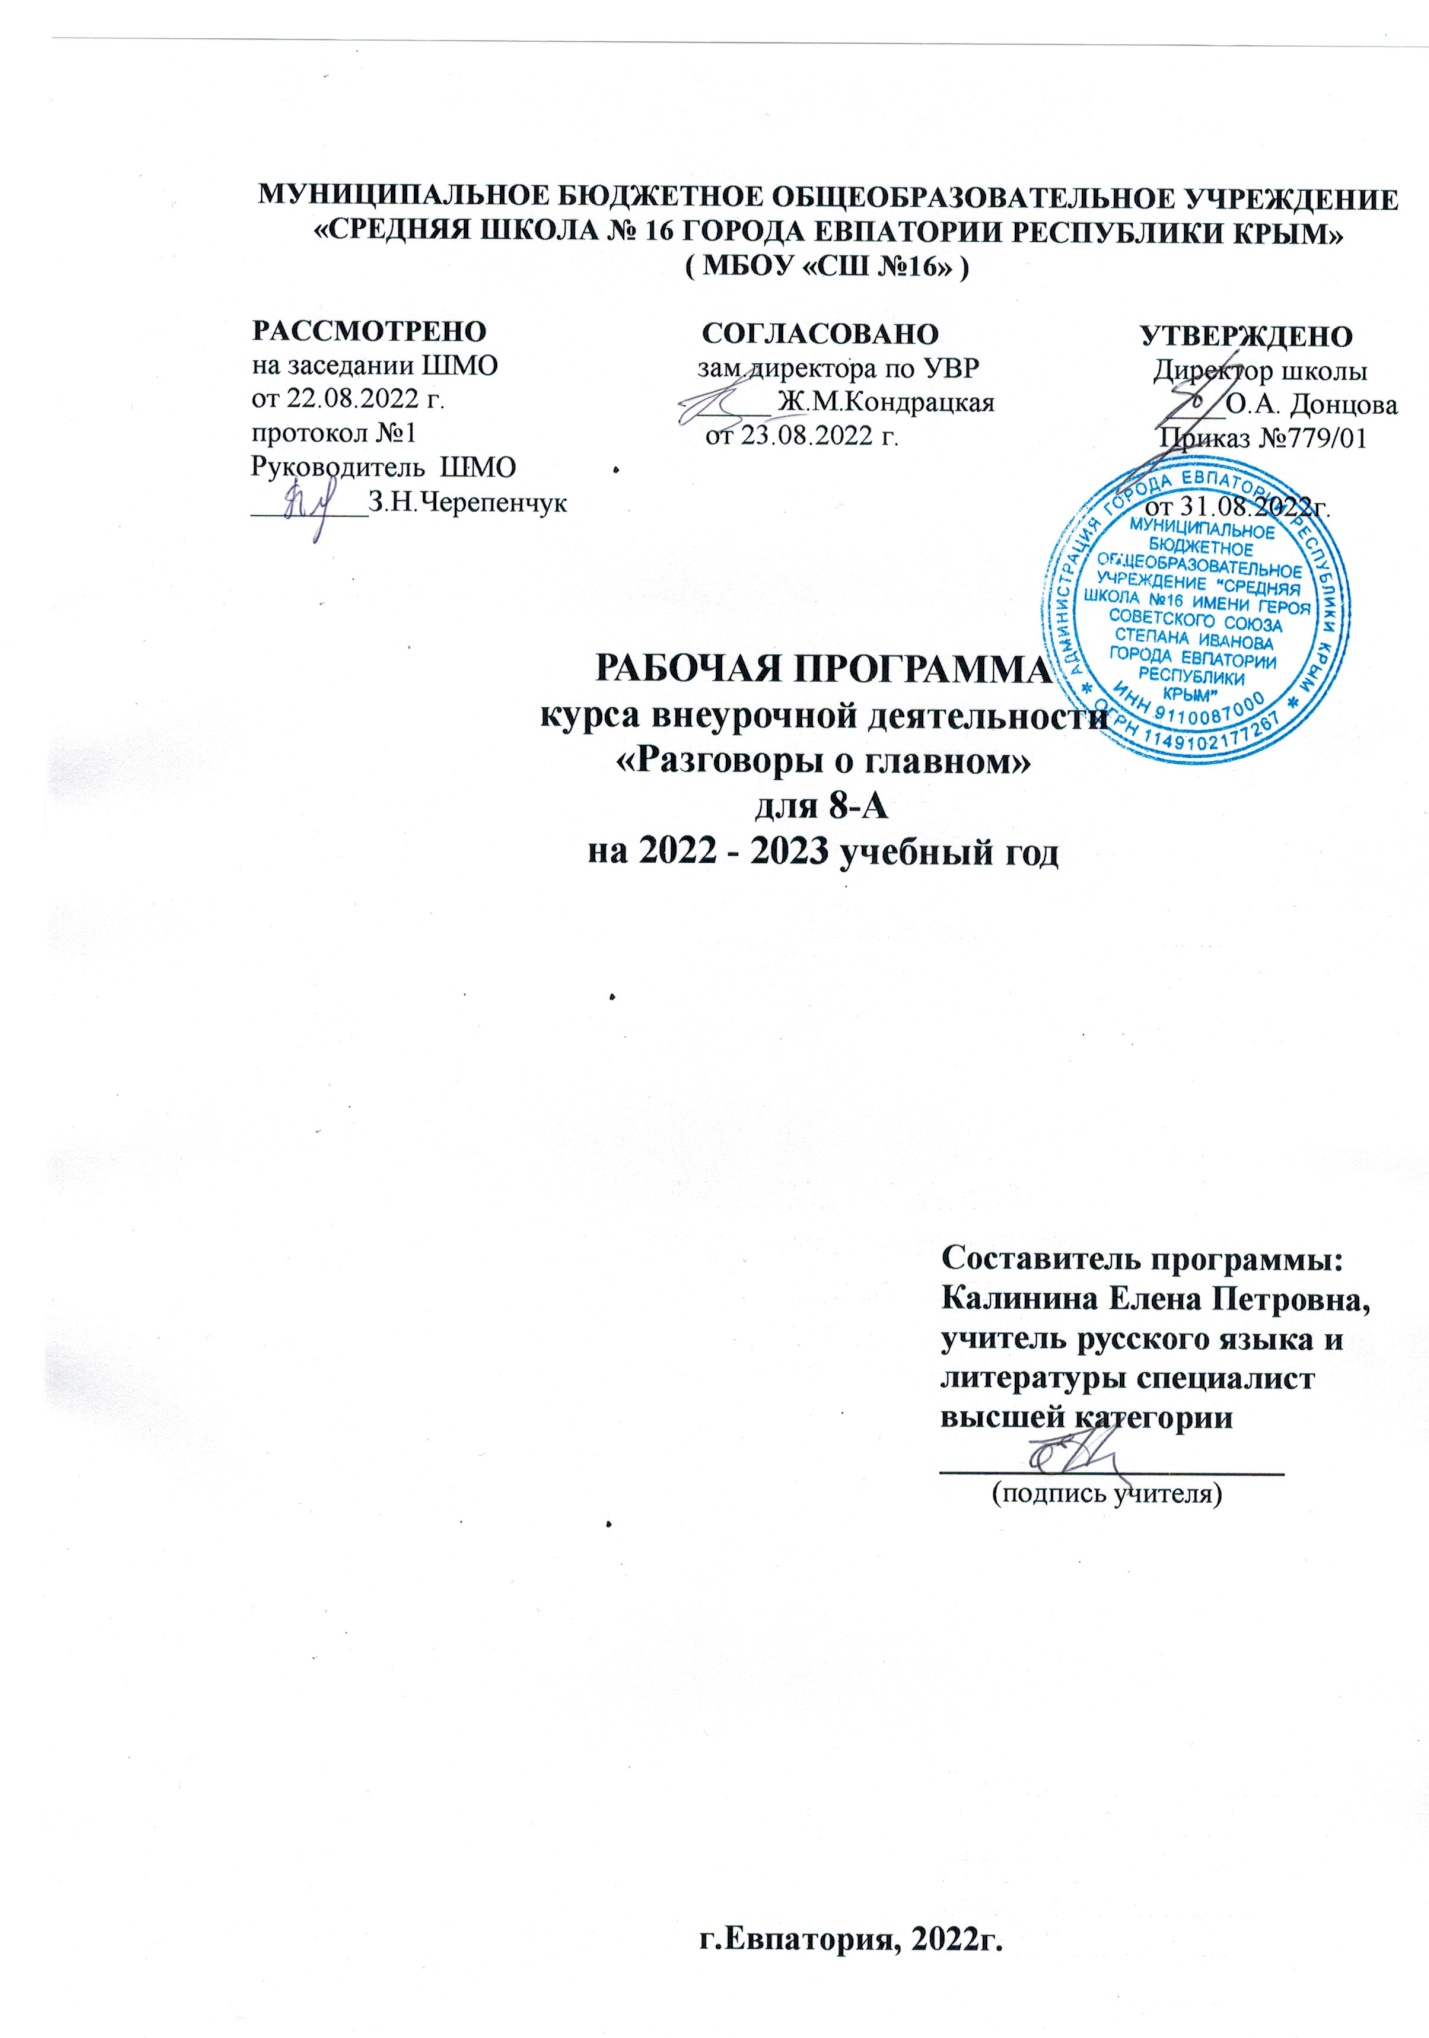 МУНИЦИПАЛЬНОЕ БЮДЖЕТНОЕ ОБЩЕОБРАЗОВАТЕЛЬНОЕ УЧРЕЖДЕНИЕ
«СРЕДНЯЯ ШКОЛА № 16 ГОРОДА ЕВПАТОРИИ РЕСПУБЛИКИ КРЫМ»
( МБОУ «СШ №16» )
РАССМОТРЕНО
на заседании ШМО
от 22.08.2022 г.
протокол №1
Руководитель ШМО
________З.Н.Черепенчук
СОГЛАСОВАНО
зам.директора по УВР
_____ Ж.М.Кондрацкая
от 23.08.2022 г.
УТВЕРЖДЕНО
Директор школы
____О.А. Донцова
Приказ №779/01
от 31.08.2022г.
АДМИНИСТРАЦИЯ ГОРОДА ЕВПАТОРИИ РЕСПУБЛИКИ КРЫМ
МУНИЦИПАЛЬНОЕ
БЮДЖЕТНОЕ
ОБЩЕОБРАЗОВАТЕЛЬНОЕ
УЧРЕЖДЕНИЕ "СРЕДНЯЯ
ШКОЛА №16 ИМЕНИ ГЕРОЯ
СОВЕТСКОГО СОЮЗА
СТЕПАНА ИВАНОВА
ГОРОДА ЕВПАТОРИИ
РЕСПУБЛИКИ
КРЫМ"
ИНН 9110087000
ОГРН 1149102177267
РАБОЧАЯ ПРОГРАММА
курса внеурочной деятельности
«Разговоры о главном»
для 8-А
на 2022 - 2023 учебный год
Составитель программы:
Калинина Елена Петровна,
учитель русского языка и
литературы специалист
высшей категории
(подпись учителя)
г.Евпатория, 2022г.